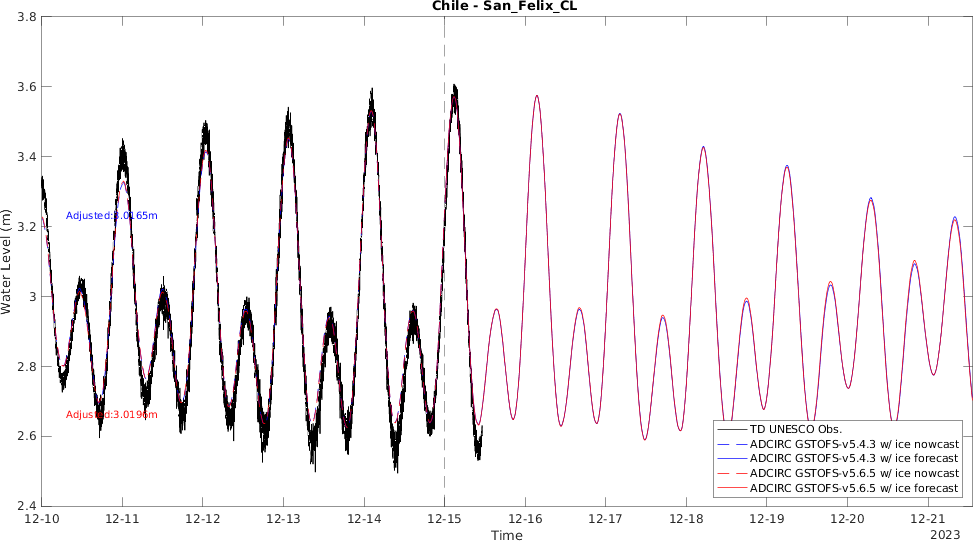 Chile - San_Felix_CL
3.8
3.6
3.4
3.2
3
2.8
2.6
2.4
Water Level (m)
Adjusted:3.0165m
Adjusted:3.0196m
TD UNESCO Obs.
ADCIRC GSTOFS-v5.4.3 w/ ice nowcast
ADCIRC GSTOFS-v5.4.3 w/ ice forecast
ADCIRC GSTOFS-v5.6.5 w/ ice nowcast
ADCIRC GSTOFS-v5.6.5 w/ ice forecast
12-10 12-11 12-12 12-13 12-14 12-15 12-16 12-17 12-18 12-19 12-20 12-21
Time
2023